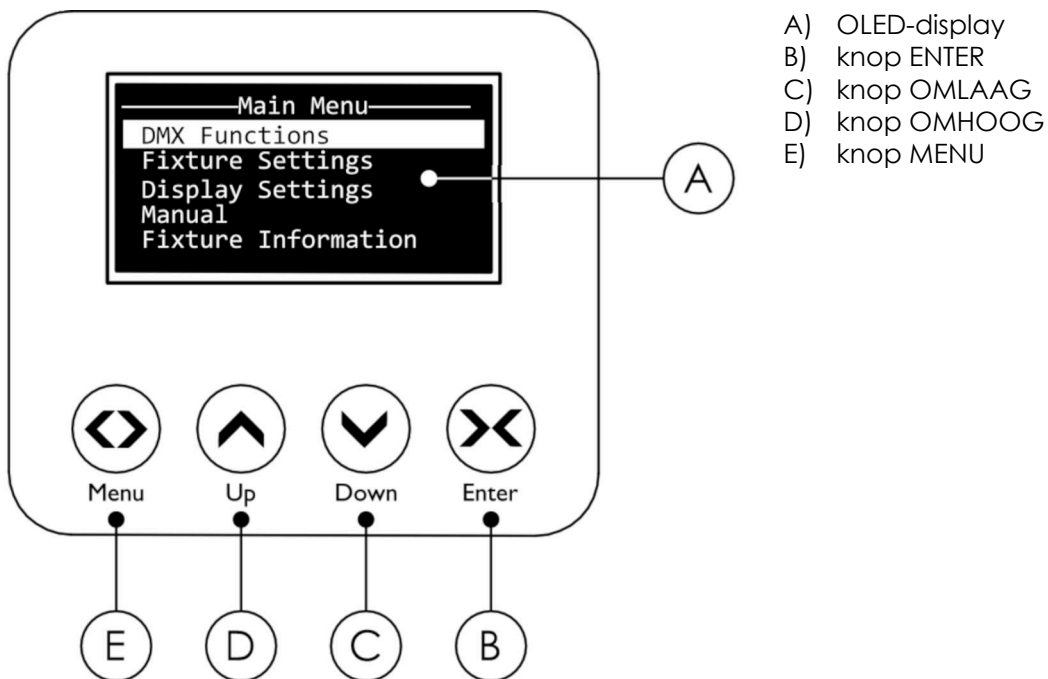 Main Menu
DMX Functions
Fixture Settings
Display Settings
Manual
Fixture Information
A
Menu
Up
Down
Enter
E
D
C
B
A) OLED-display
B) knop ENTER
C) knop OMLAAG
D) knop OMHOOG
E) knop MENU